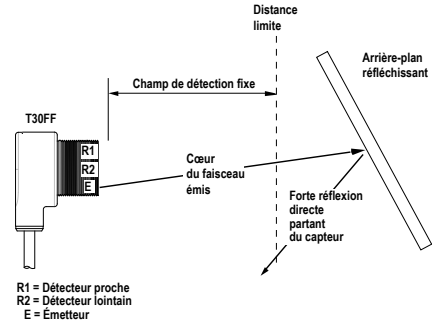 Distance
limite
Arrière-plan
réfléchissant
Champ de détection fixe
T30FF
R1
R2
E
Cœur
du faisceau
émis
Forte réflexion
directe
partant
du capteur
R1 = Détecteur proche
R2 = Détecteur lointain
E = Émetteur